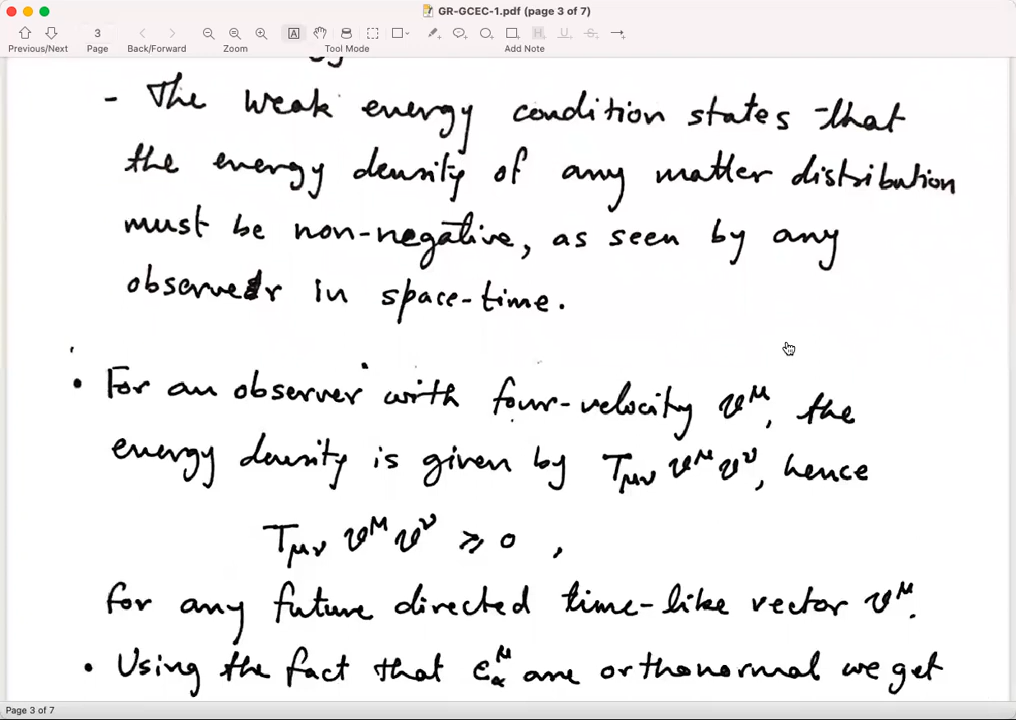 GR-GCEC-1.pdf (page 3 of 7)
3
Previous/Next Page Back/Forward Zoom Tool Mode Add Note
- The weak energy condition states that
the energy density of any matter distribution
must be non-negative, as seen by any
observer in space-time.
• For an observer with four-velocity v^μ, the
energy density is given by T_μν v^μ v^ν, hence
T_μν v^μ v^ν ⩾ 0 ,
for any future directed time-like vector v^μ.
• Using the fact that e^μ_α are orthonormal we get
Page 3 of 7